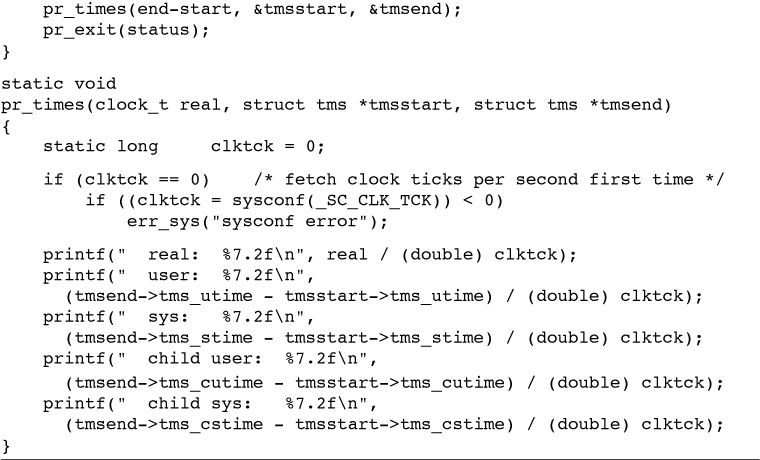 pr_times(end-start, &tmsstart, &tmsend);
    pr_exit(status);
}
static void
pr_times(clock_t real, struct tms *tmsstart, struct tms *tmsend)
{
    static long     clktck = 0;
    if (clktck == 0)    /* fetch clock ticks per second first time */
        if ((clktck = sysconf(_SC_CLK_TCK)) < 0)
            err_sys("sysconf error");
    printf("  real:  %7.2f\n", real / (double) clktck);
    printf("  user:  %7.2f\n",
      (tmsend->tms_utime - tmsstart->tms_utime) / (double) clktck);
    printf("  sys:   %7.2f\n",
      (tmsend->tms_stime - tmsstart->tms_stime) / (double) clktck);
    printf("  child user:  %7.2f\n",
      (tmsend->tms_cutime - tmsstart->tms_cutime) / (double) clktck);
    printf("  child sys:   %7.2f\n",
      (tmsend->tms_cstime - tmsstart->tms_cstime) / (double) clktck);
}